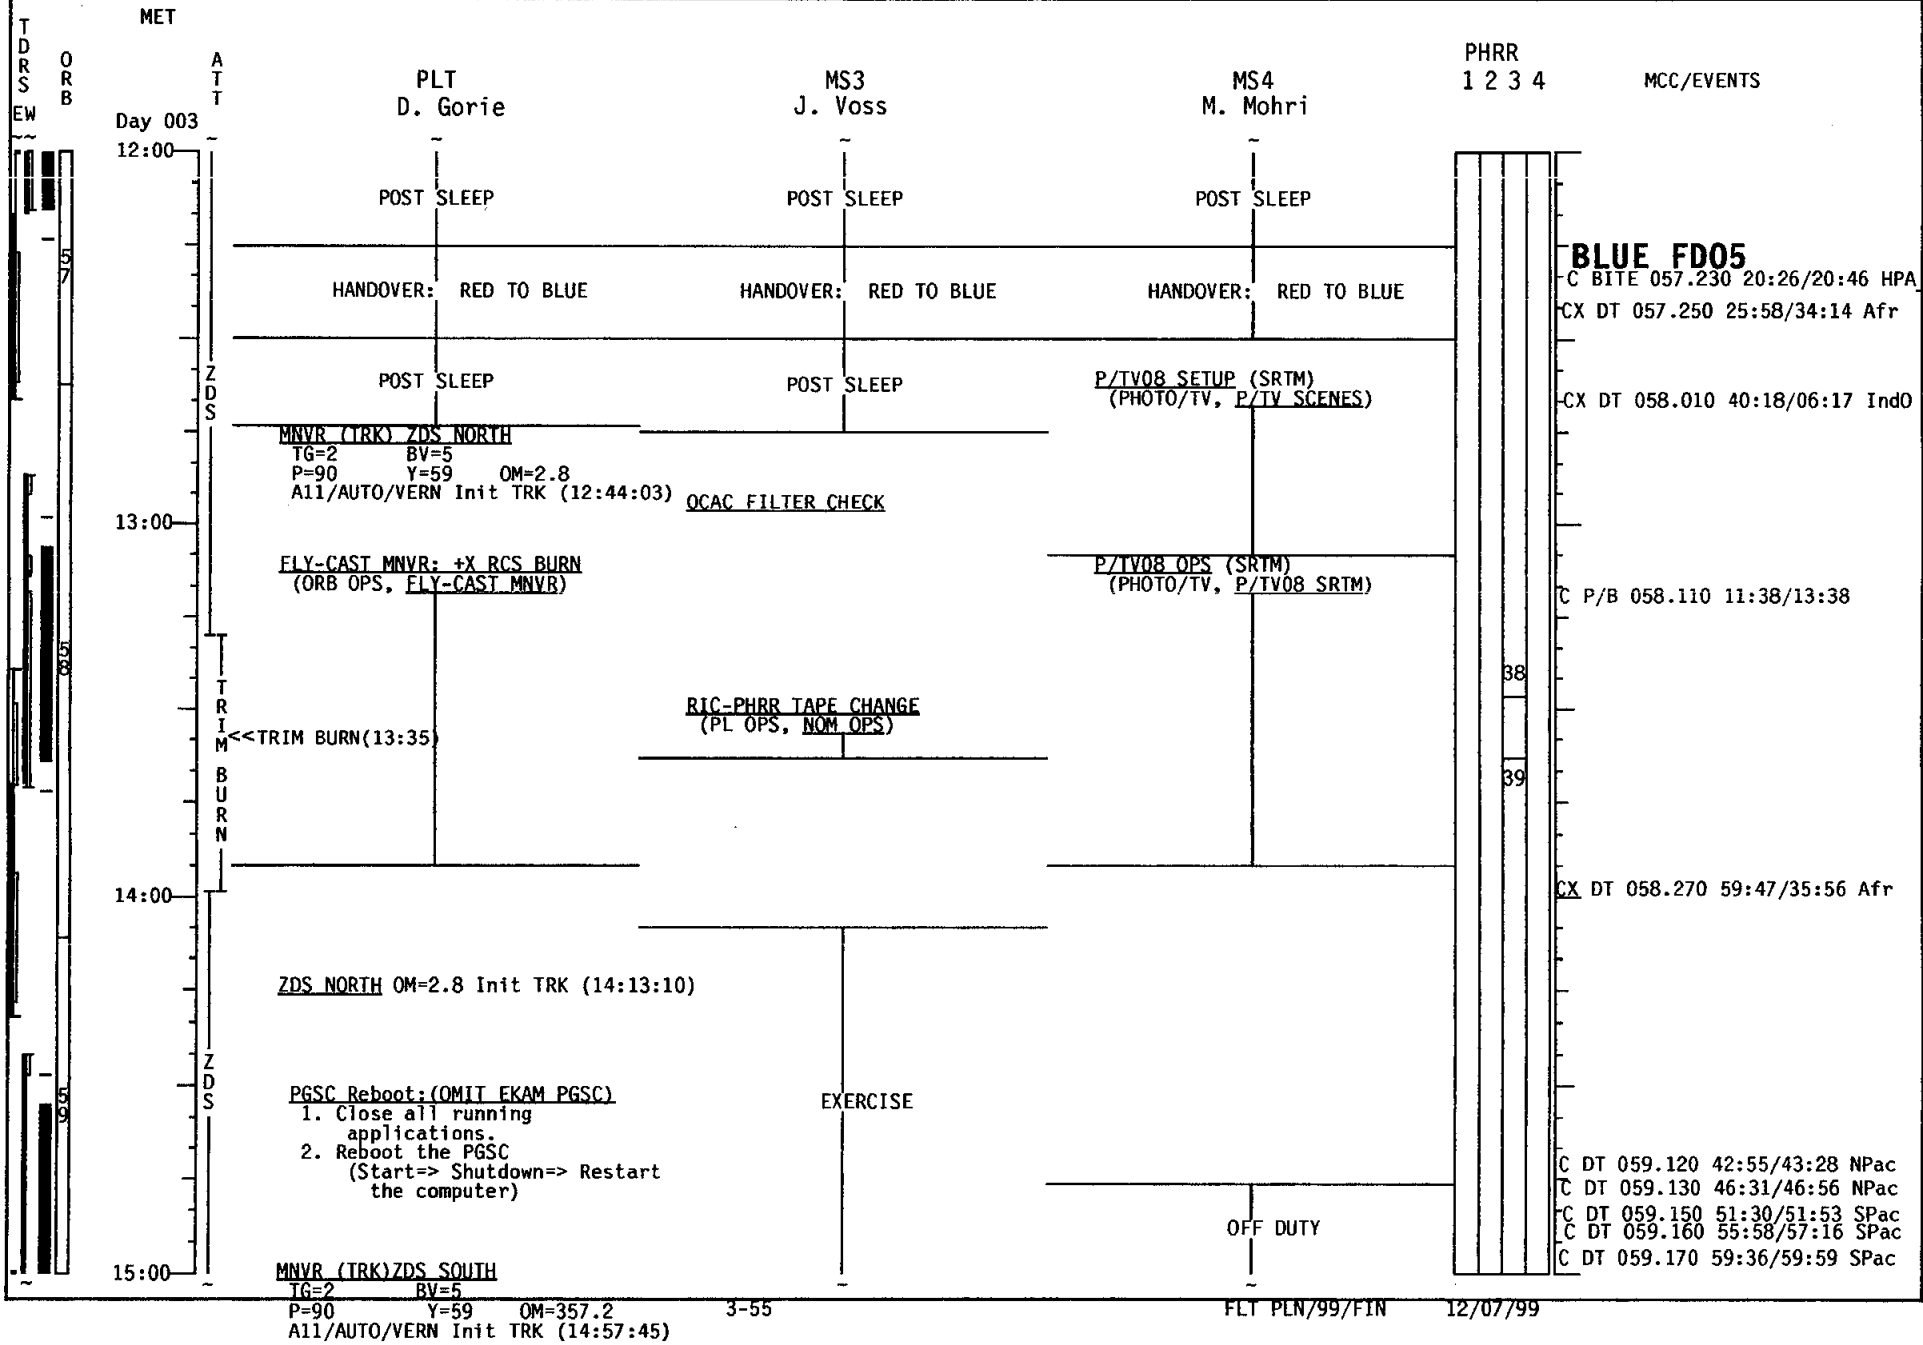 MET
TDRS
ORB
ATT
EW
PLT
D. Gorie
MS3
J. Voss
MS4
M. Mohri
PHRR
1 2 3 4
MCC/EVENTS
Day 003
12:00
POST SLEEP
POST SLEEP
POST SLEEP
57
BLUE FD05
C BITE 057.230 20:26/20:46 HPA
HANDOVER: RED TO BLUE
HANDOVER: RED TO BLUE
HANDOVER: RED TO BLUE
CX DT 057.250 25:58/34:14 Afr
ZDS
POST SLEEP
POST SLEEP
P/TV08 SETUP (SRTM)
(PHOTO/TV, P/TV SCENES)
CX DT 058.010 40:18/06:17 IndO
MNVR (TRK) ZDS NORTH
TG=2 BV=5
P=90 Y=59 OM=2.8
All/AUTO/VERN Init TRK (12:44:03)
OCAC FILTER CHECK
13:00
FLY-CAST MNVR: +X RCS BURN
(ORB OPS, FLY-CAST MNVR)
P/TV08 OPS (SRTM)
(PHOTO/TV, P/TV08 SRTM)
C P/B 058.110 11:38/13:38
58
38
TRIM BURN
RIC-PHRR TAPE CHANGE
(PL OPS, NOM OPS)
<<TRIM BURN(13:35)
39
14:00
CX DT 058.270 59:47/35:56 Afr
ZDS NORTH OM=2.8 Init TRK (14:13:10)
ZDS
59
PGSC Reboot:(OMIT EKAM PGSC)
1. Close all running
applications.
2. Reboot the PGSC
(Start=> Shutdown=> Restart
the computer)
EXERCISE
C DT 059.120 42:55/43:28 NPac
C DT 059.130 46:31/46:56 NPac
C DT 059.150 51:30/51:53 SPac
OFF DUTY
C DT 059.160 55:58/57:16 SPac
C DT 059.170 59:36/59:59 SPac
15:00
MNVR (TRK)ZDS SOUTH
TG=2 BV=5
P=90 Y=59 OM=357.2
All/AUTO/VERN Init TRK (14:57:45)
3-55
FLT PLN/99/FIN 12/07/99